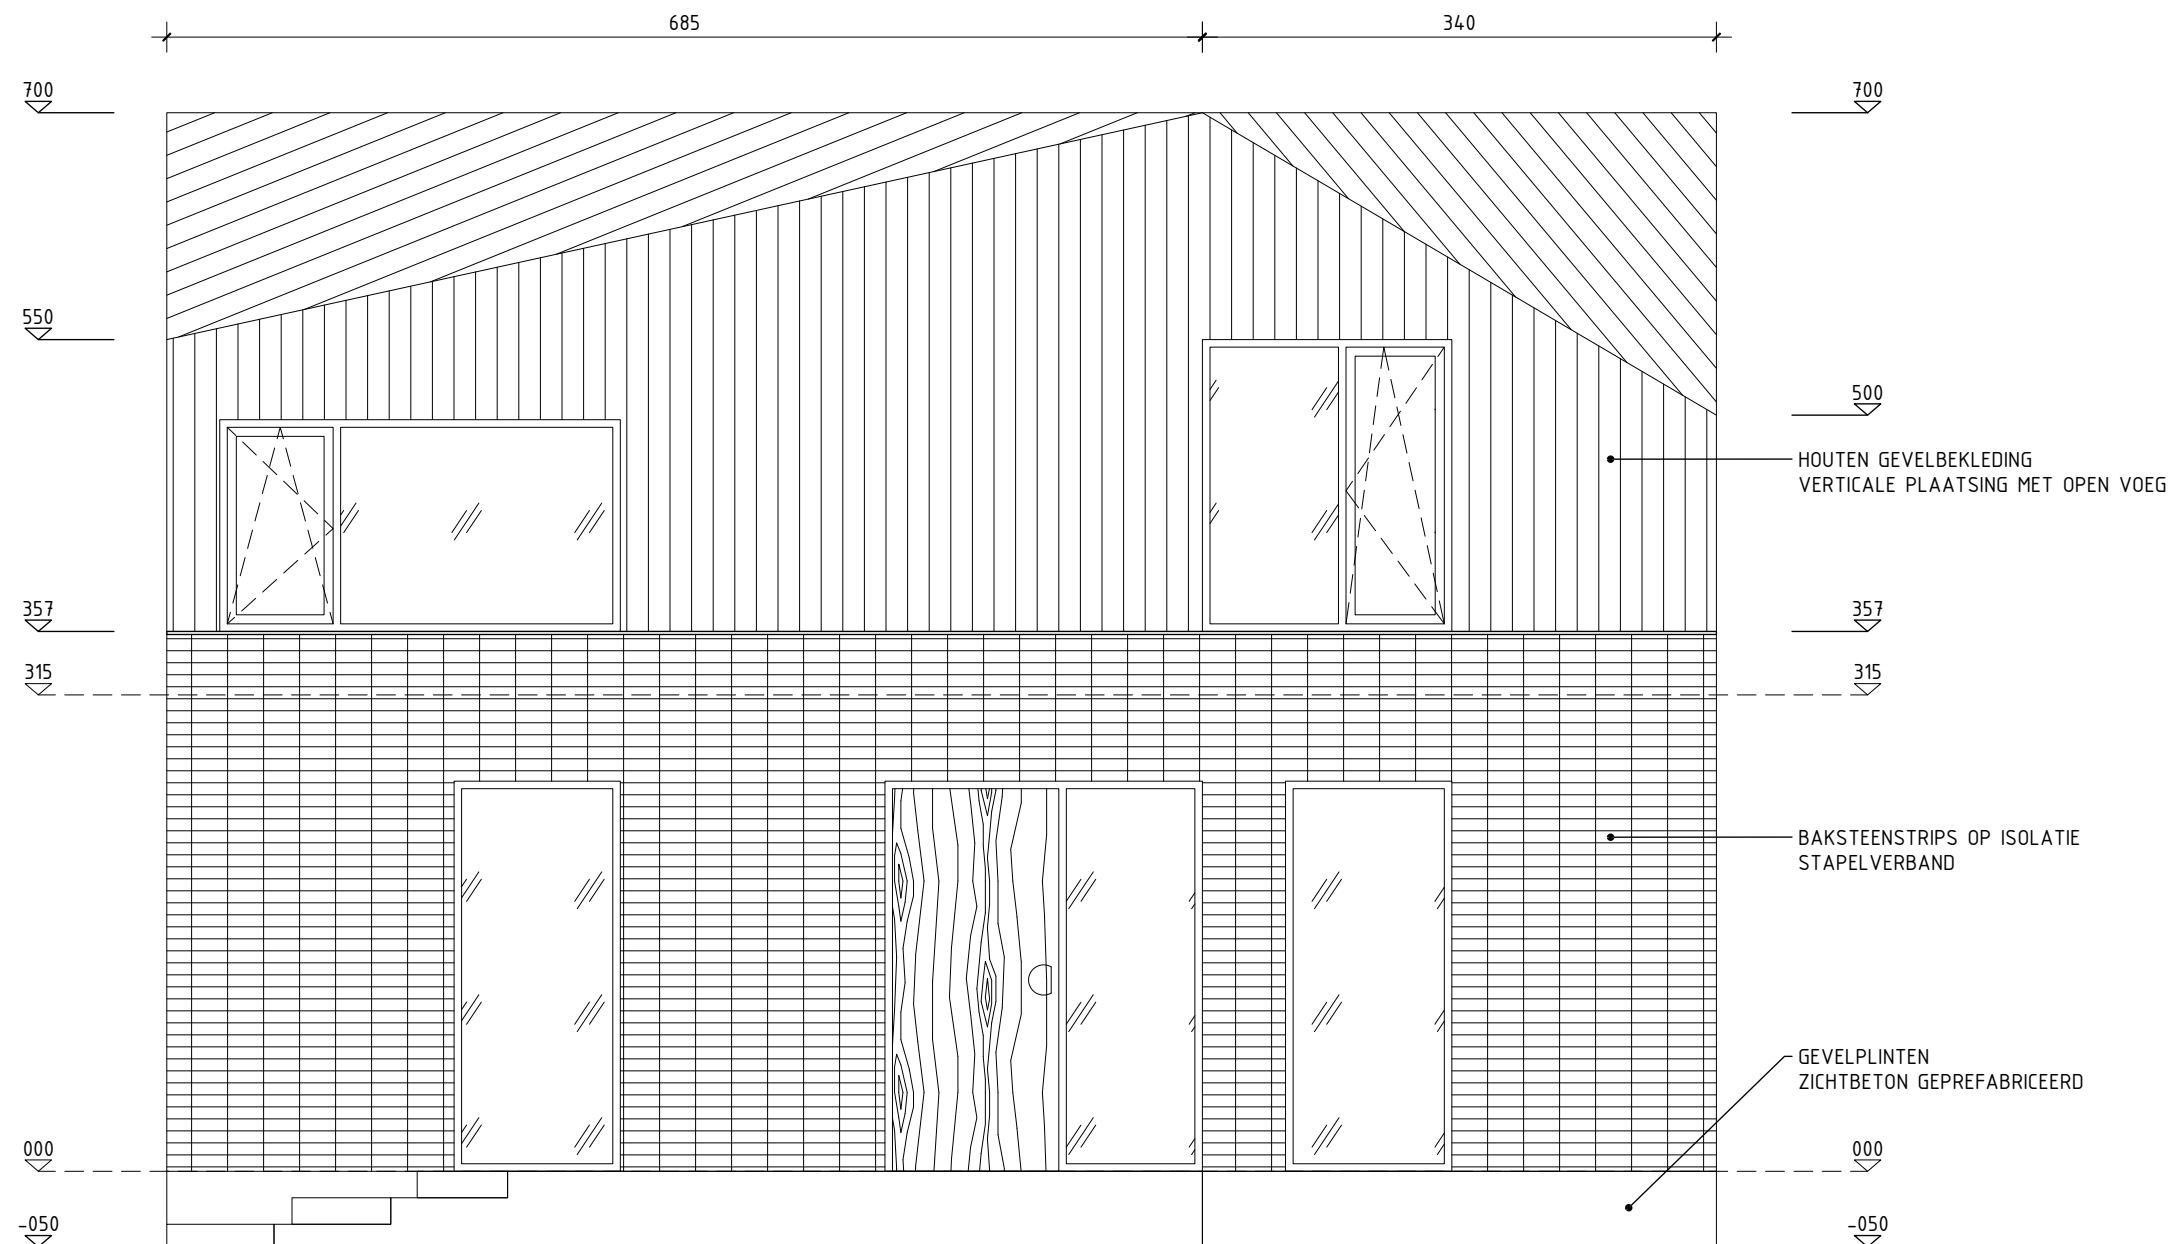 685 340
700 700
550
500
HOUTEN GEVELBEKLEDING
VERTICALE PLAATSING MET OPEN VOEG
357 357
315 315
BAKSTEENSTRIPS OP ISOLATIE
STAPELVERBAND
GEVELPLINTEN
ZICHTBETON GEPREFABRICEERD
000 000
-050 -050